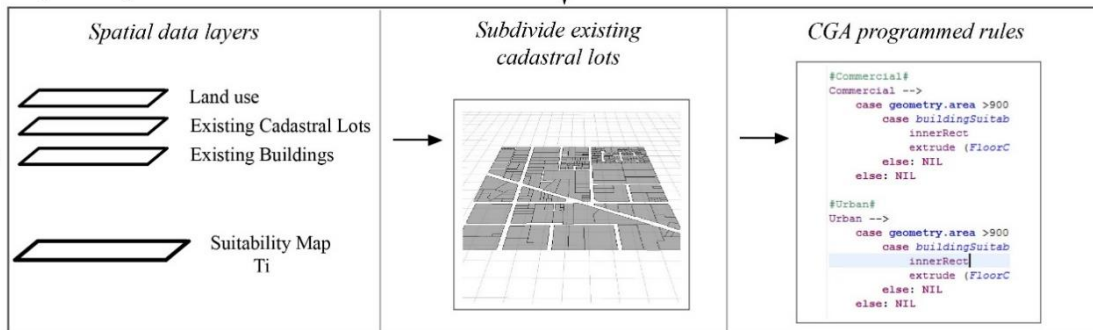 Spatial data layers
Land use
Existing Cadastral Lots
Existing Buildings
Suitability Map
Ti
Subdivide existing
cadastral lots
CGA programmed rules
#Commercial#
Commercial -->
case geometry.area >900
case buildingSuitab
innerRect
extrude (FloorC
else: NIL
else: NIL
#Urban#
Urban -->
case geometry.area >900
case buildingSuitab
innerRect
extrude (FloorC
else: NIL
else: NIL